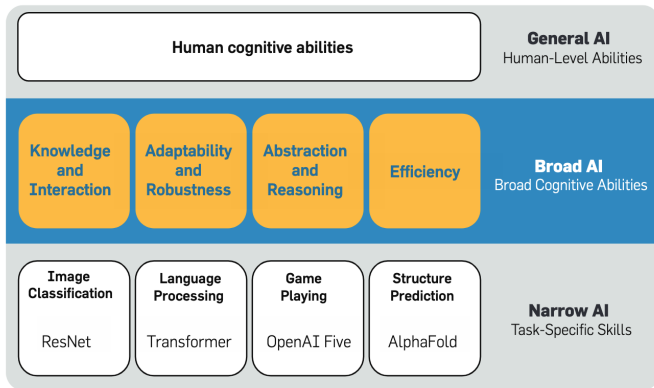 Human cognitive abilities
General AI
Human-Level Abilities
Knowledge
and
Interaction
Adaptability
and
Robustness
Abstraction
and
Reasoning
Efficiency
Broad AI
Broad Cognitive Abilities
Image
Classification
ResNet
Language
Processing
Transformer
Game
Playing
OpenAI Five
Structure
Prediction
AlphaFold
Narrow AI
Task-Specific Skills